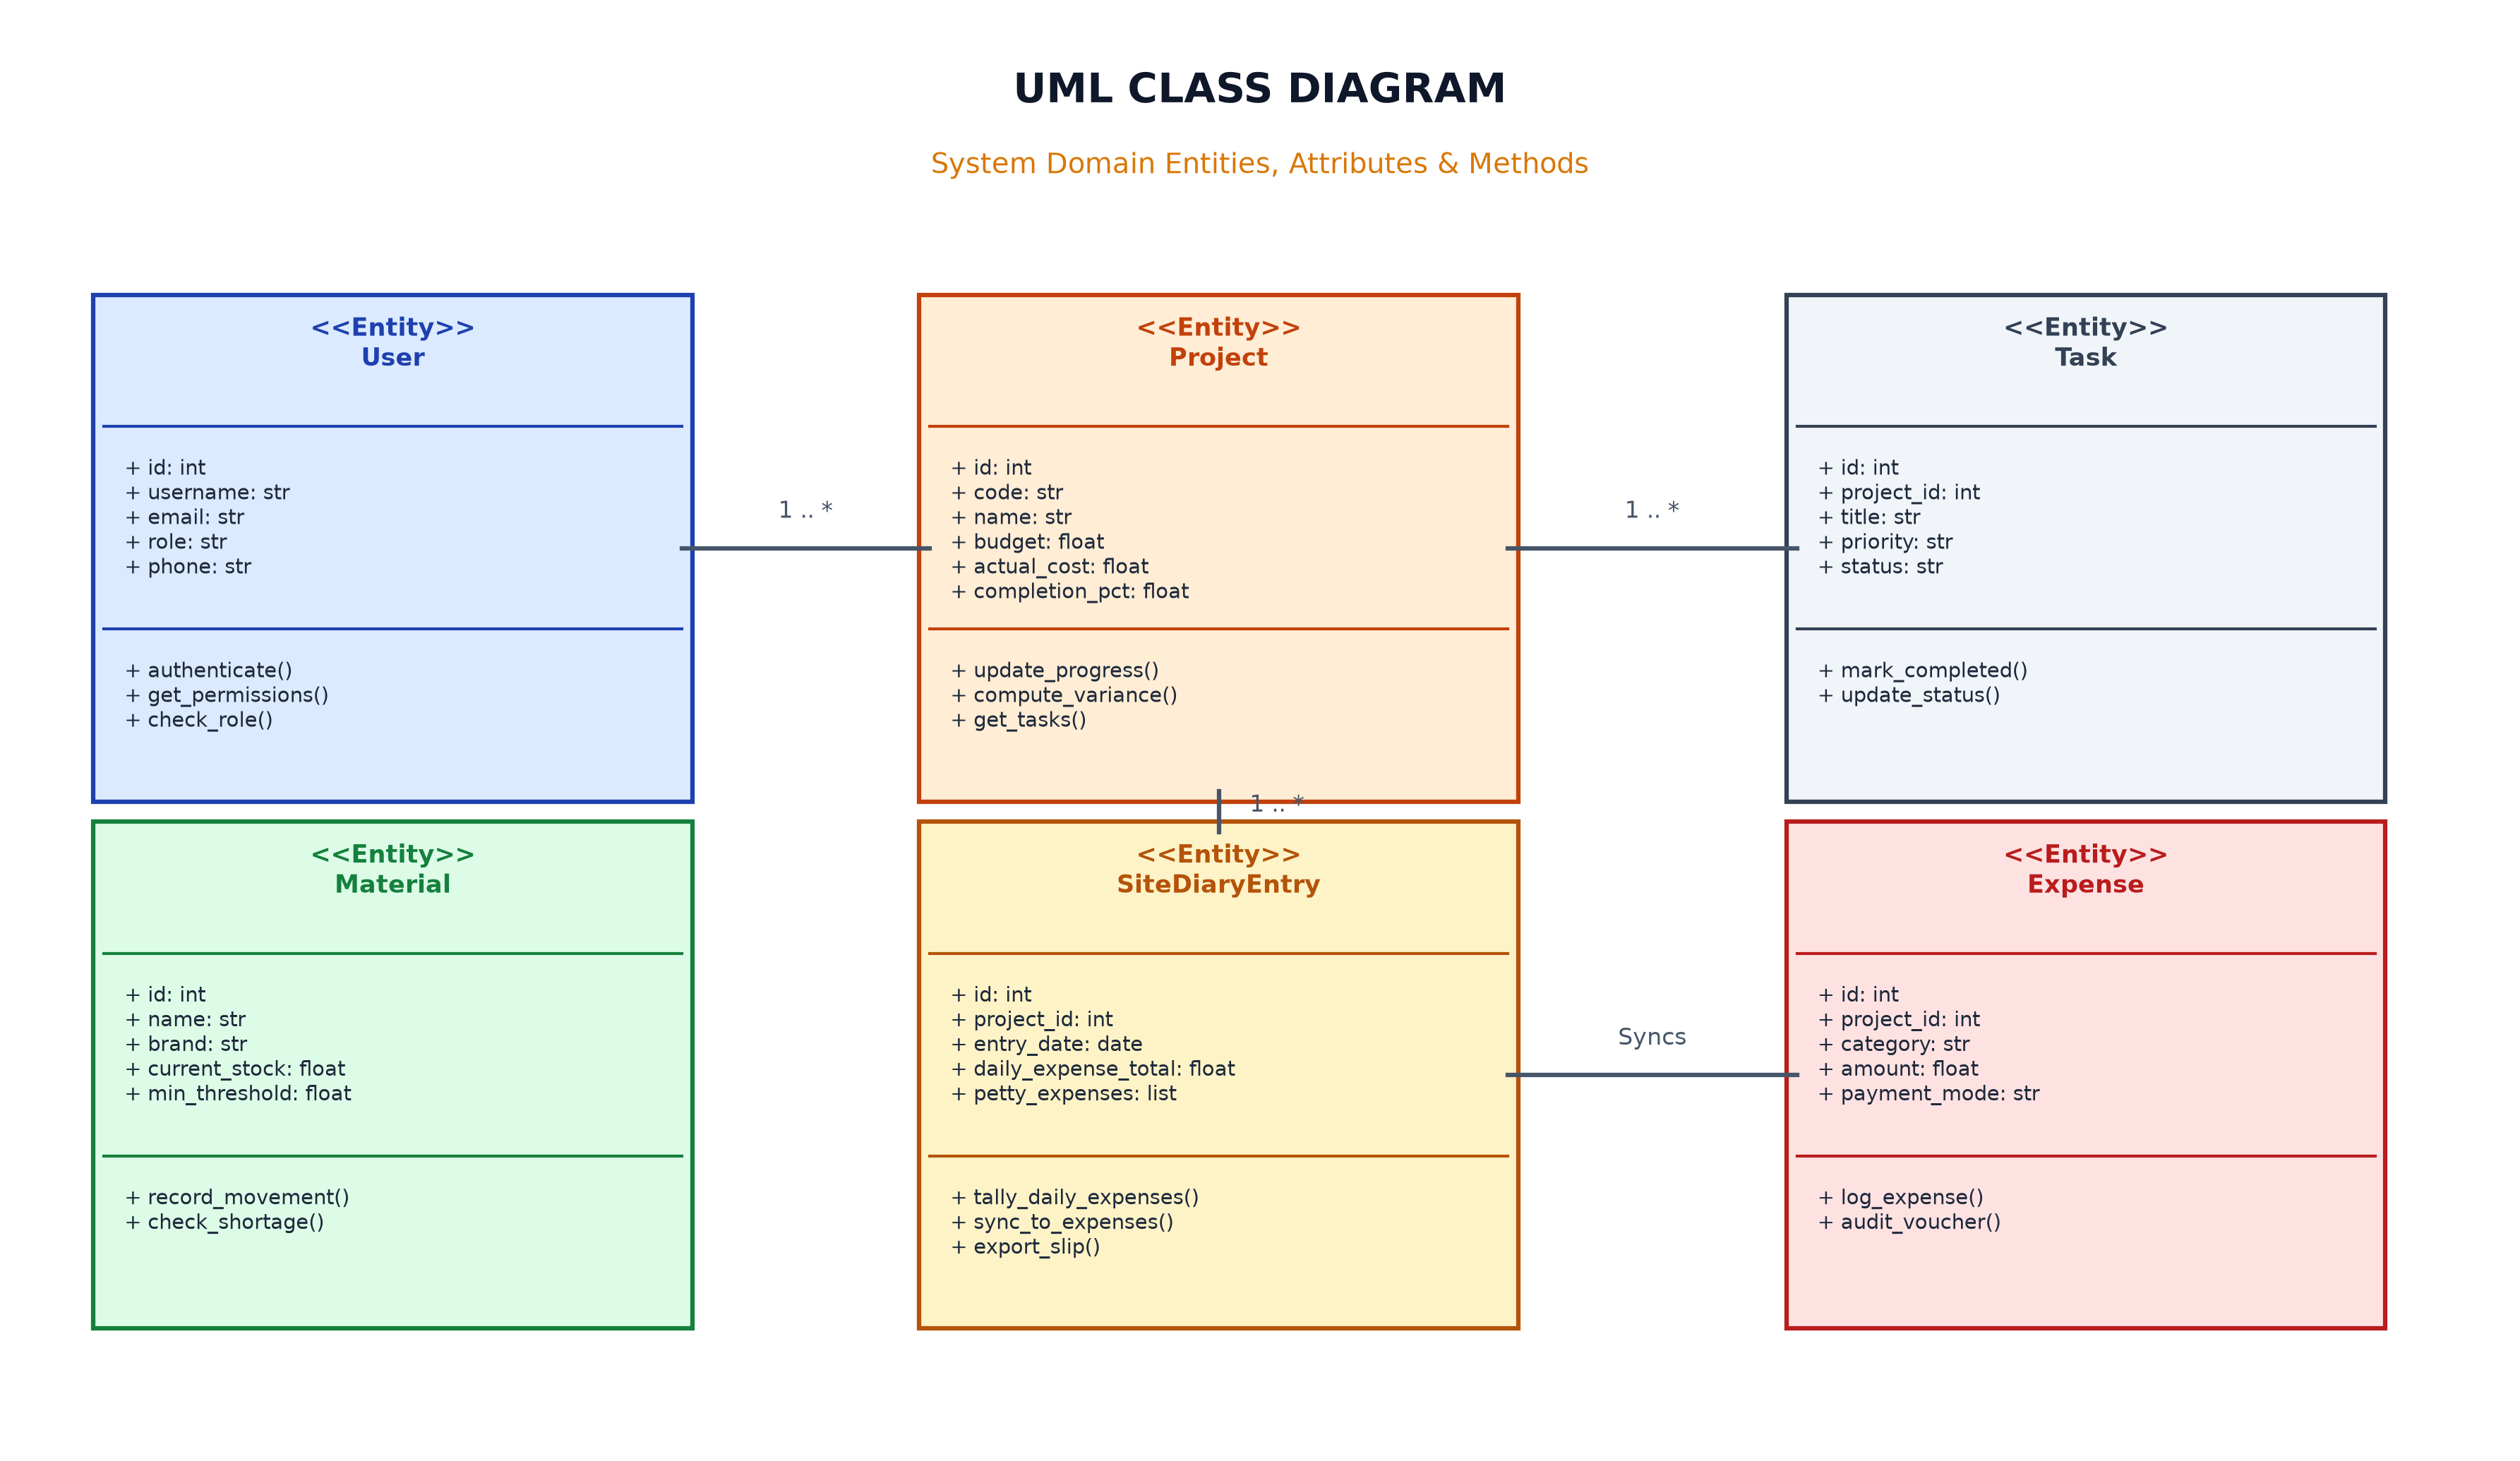 UML CLASS DIAGRAM
System Domain Entities, Attributes & Methods
<<Entity>>
User
+ id: int
+ username: str
+ email: str
+ role: str
+ phone: str
+ authenticate()
+ get_permissions()
+ check_role()
1 .. *
<<Entity>>
Project
+ id: int
+ code: str
+ name: str
+ budget: float
+ actual_cost: float
+ completion_pct: float
+ update_progress()
+ compute_variance()
+ get_tasks()
1 .. *
<<Entity>>
Task
+ id: int
+ project_id: int
+ title: str
+ priority: str
+ status: str
+ mark_completed()
+ update_status()
1 .. *
<<Entity>>
Material
+ id: int
+ name: str
+ brand: str
+ current_stock: float
+ min_threshold: float
+ record_movement()
+ check_shortage()
<<Entity>>
SiteDiaryEntry
+ id: int
+ project_id: int
+ entry_date: date
+ daily_expense_total: float
+ petty_expenses: list
+ tally_daily_expenses()
+ sync_to_expenses()
+ export_slip()
Syncs
<<Entity>>
Expense
+ id: int
+ project_id: int
+ category: str
+ amount: float
+ payment_mode: str
+ log_expense()
+ audit_voucher()